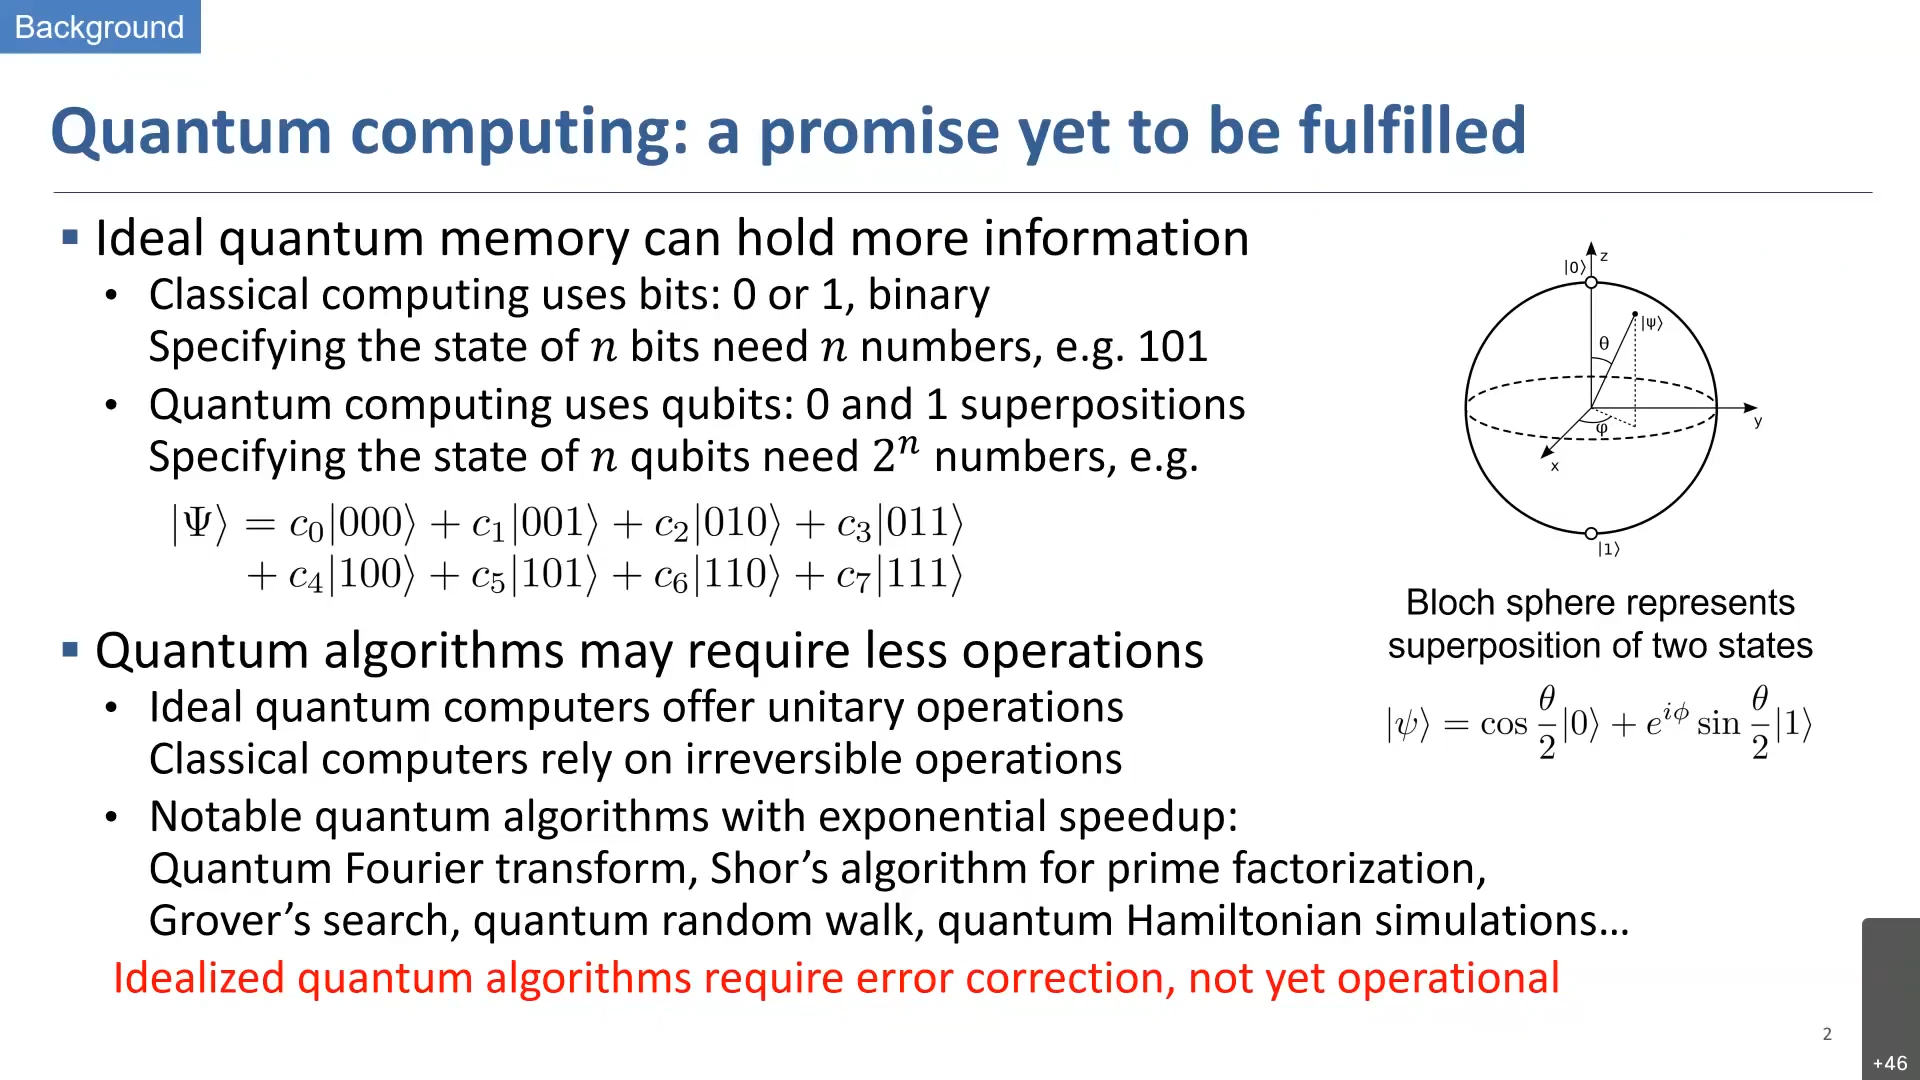 Background
Quantum computing: a promise yet to be fulfilled
▪ Ideal quantum memory can hold more information
• Classical computing uses bits: 0 or 1, binary
Specifying the state of n bits need n numbers, e.g. 101
• Quantum computing uses qubits: 0 and 1 superpositions
Specifying the state of n qubits need 2ⁿ numbers, e.g.
|Ψ⟩ = c₀|000⟩ + c₁|001⟩ + c₂|010⟩ + c₃|011⟩
+ c₄|100⟩ + c₅|101⟩ + c₆|110⟩ + c₇|111⟩
▪ Quantum algorithms may require less operations
• Ideal quantum computers offer unitary operations
Classical computers rely on irreversible operations
• Notable quantum algorithms with exponential speedup:
Quantum Fourier transform, Shor’s algorithm for prime factorization,
Grover’s search, quantum random walk, quantum Hamiltonian simulations…
Idealized quantum algorithms require error correction, not yet operational
z
|0⟩
|ψ⟩
θ
φ
y
x
|1⟩
Bloch sphere represents
superposition of two states
|ψ⟩ = cos θ/2 |0⟩ + e^{iϕ} sin θ/2 |1⟩
2
+46